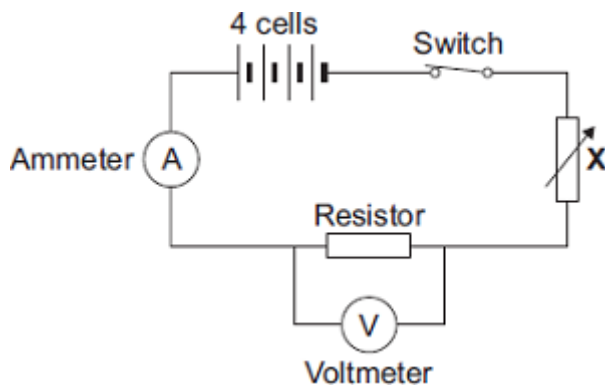 4 cells
Switch
Ammeter
A
X
Resistor
V
Voltmeter